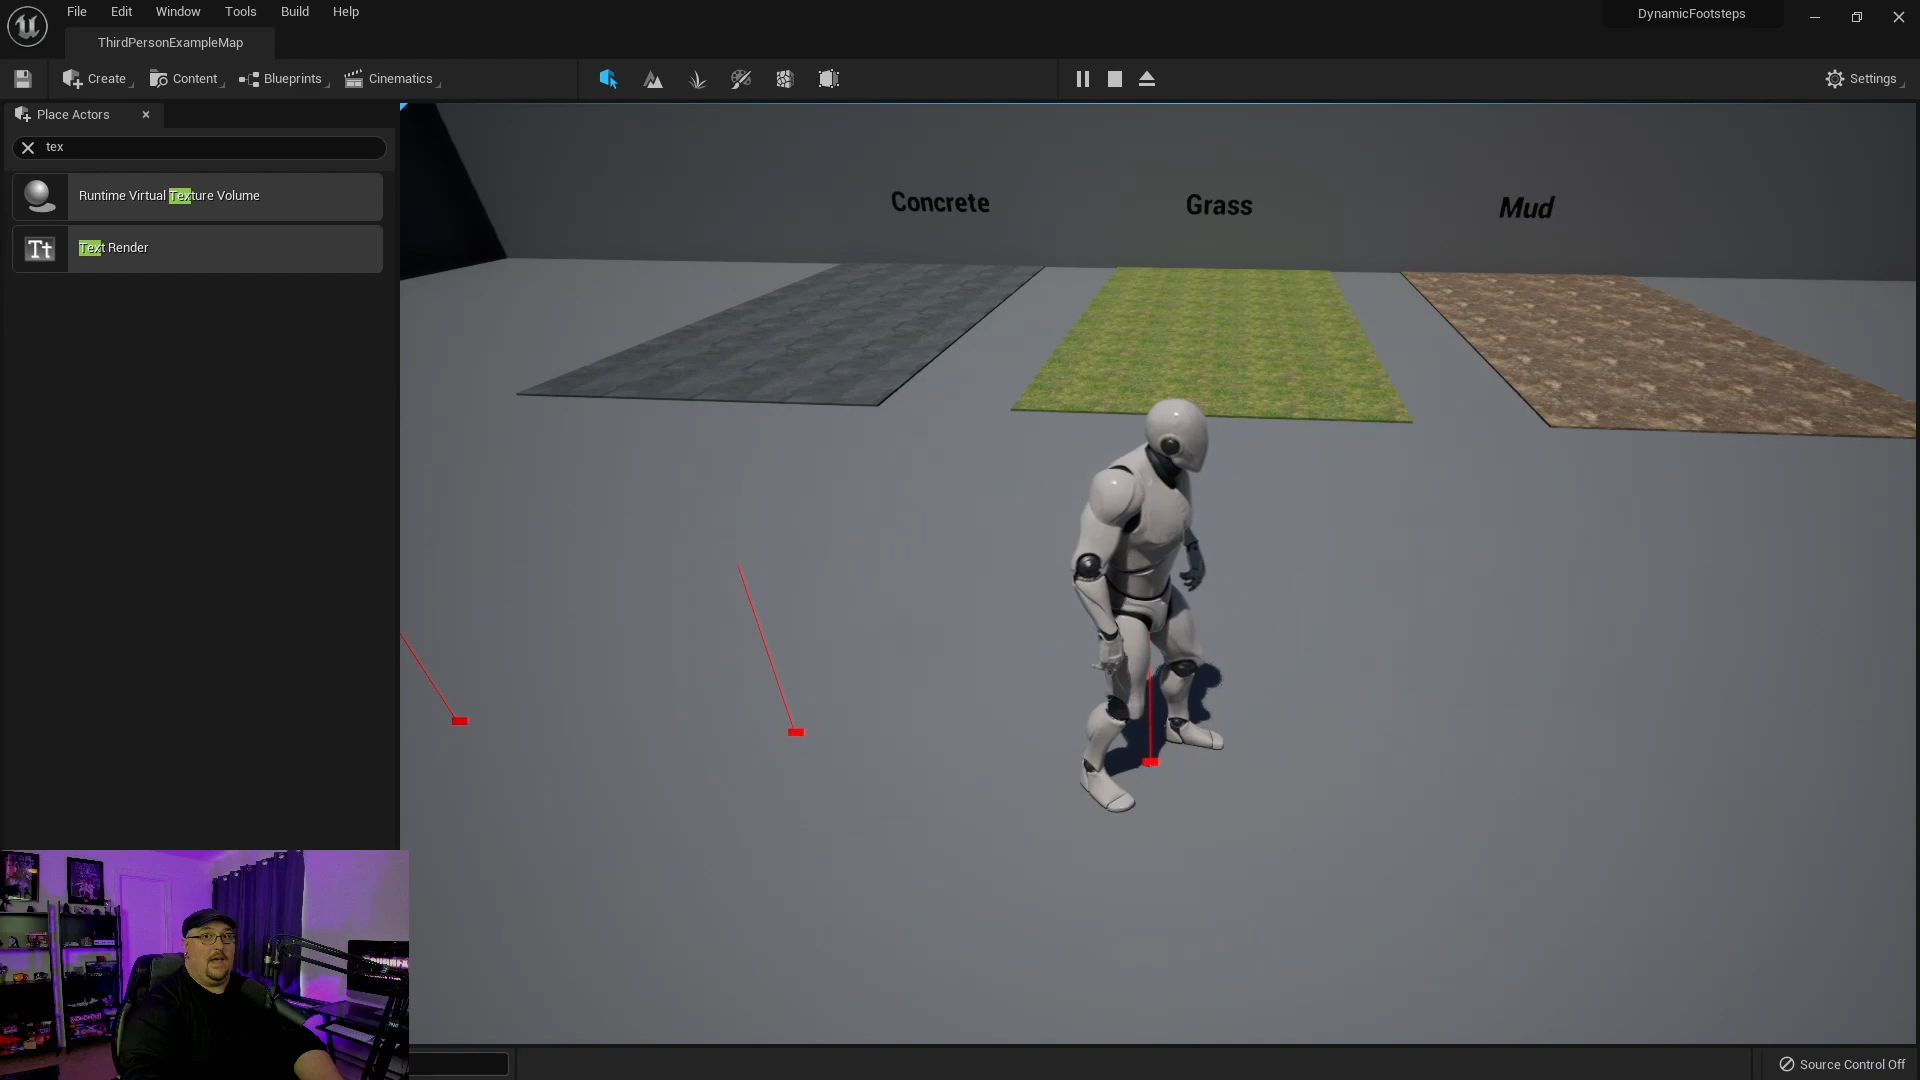 File Edit Window Tools Build Help
DynamicFootsteps
ThirdPersonExampleMap
Create Content Blueprints Cinematics Settings
Place Actors
tex
Runtime Virtual Texture Volume
Text Render
Tt
Concrete Grass Mud
Source Control Off